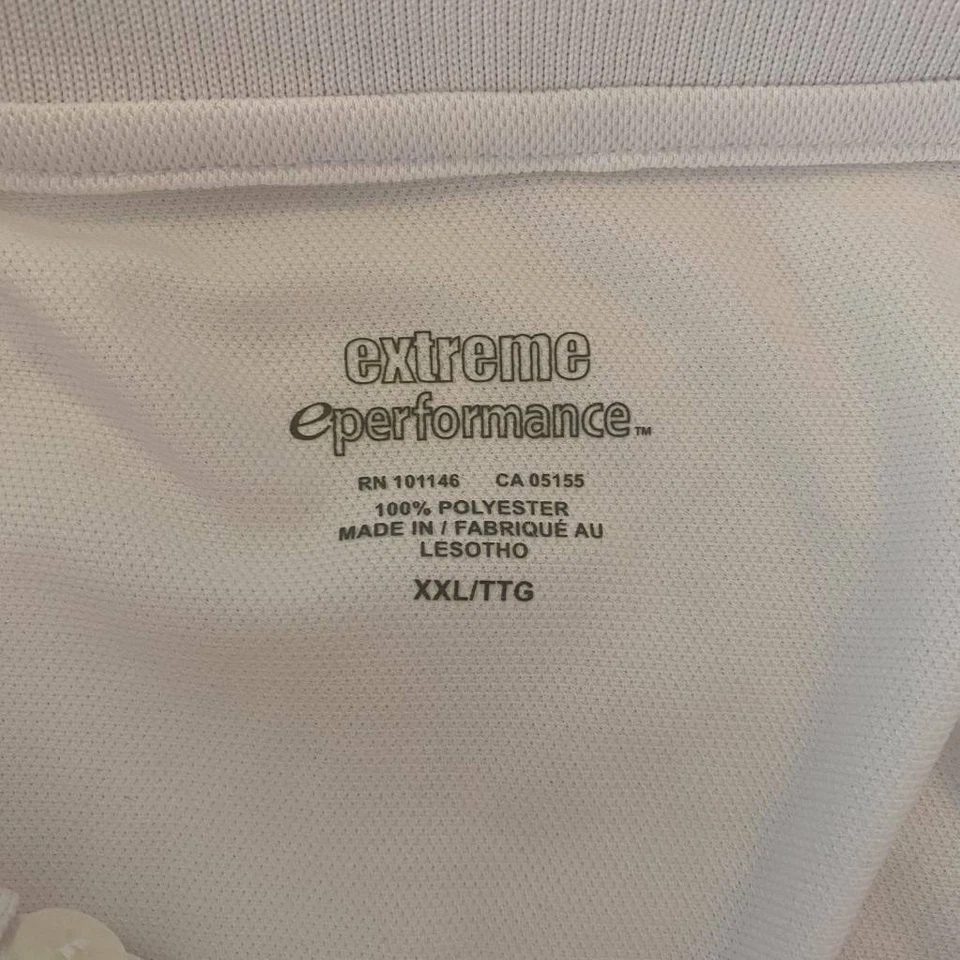 extreme
eperformance™
RN 101146 CA 05155
100% POLYESTER
MADE IN / FABRIQUÉ AU
LESOTHO
XXL/TTG